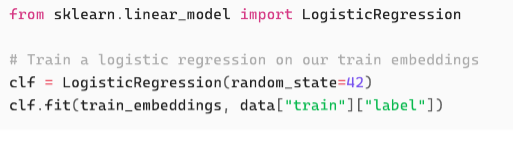 from sklearn.linear_model import LogisticRegression
# Train a logistic regression on our train embeddings
clf = LogisticRegression(random_state=42)
clf.fit(train_embeddings, data["train"]["label"])